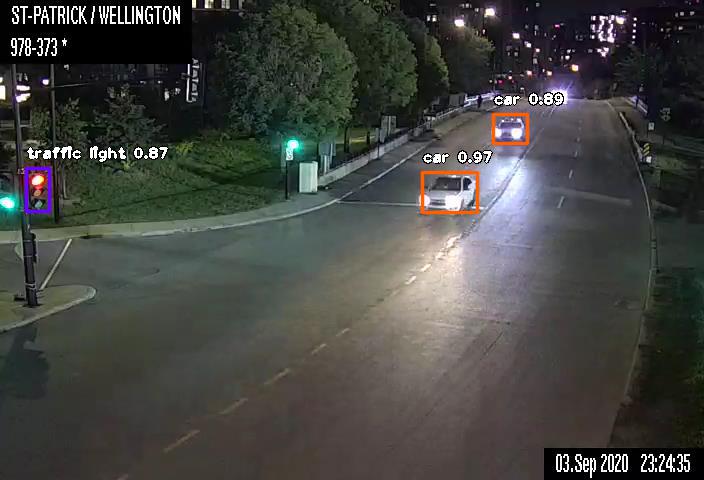 ST-PATRICK / WELLINGTON
978-373 *
car 0.89
traffic light 0.87
car 0.97
03.Sep 2020 23:24:35